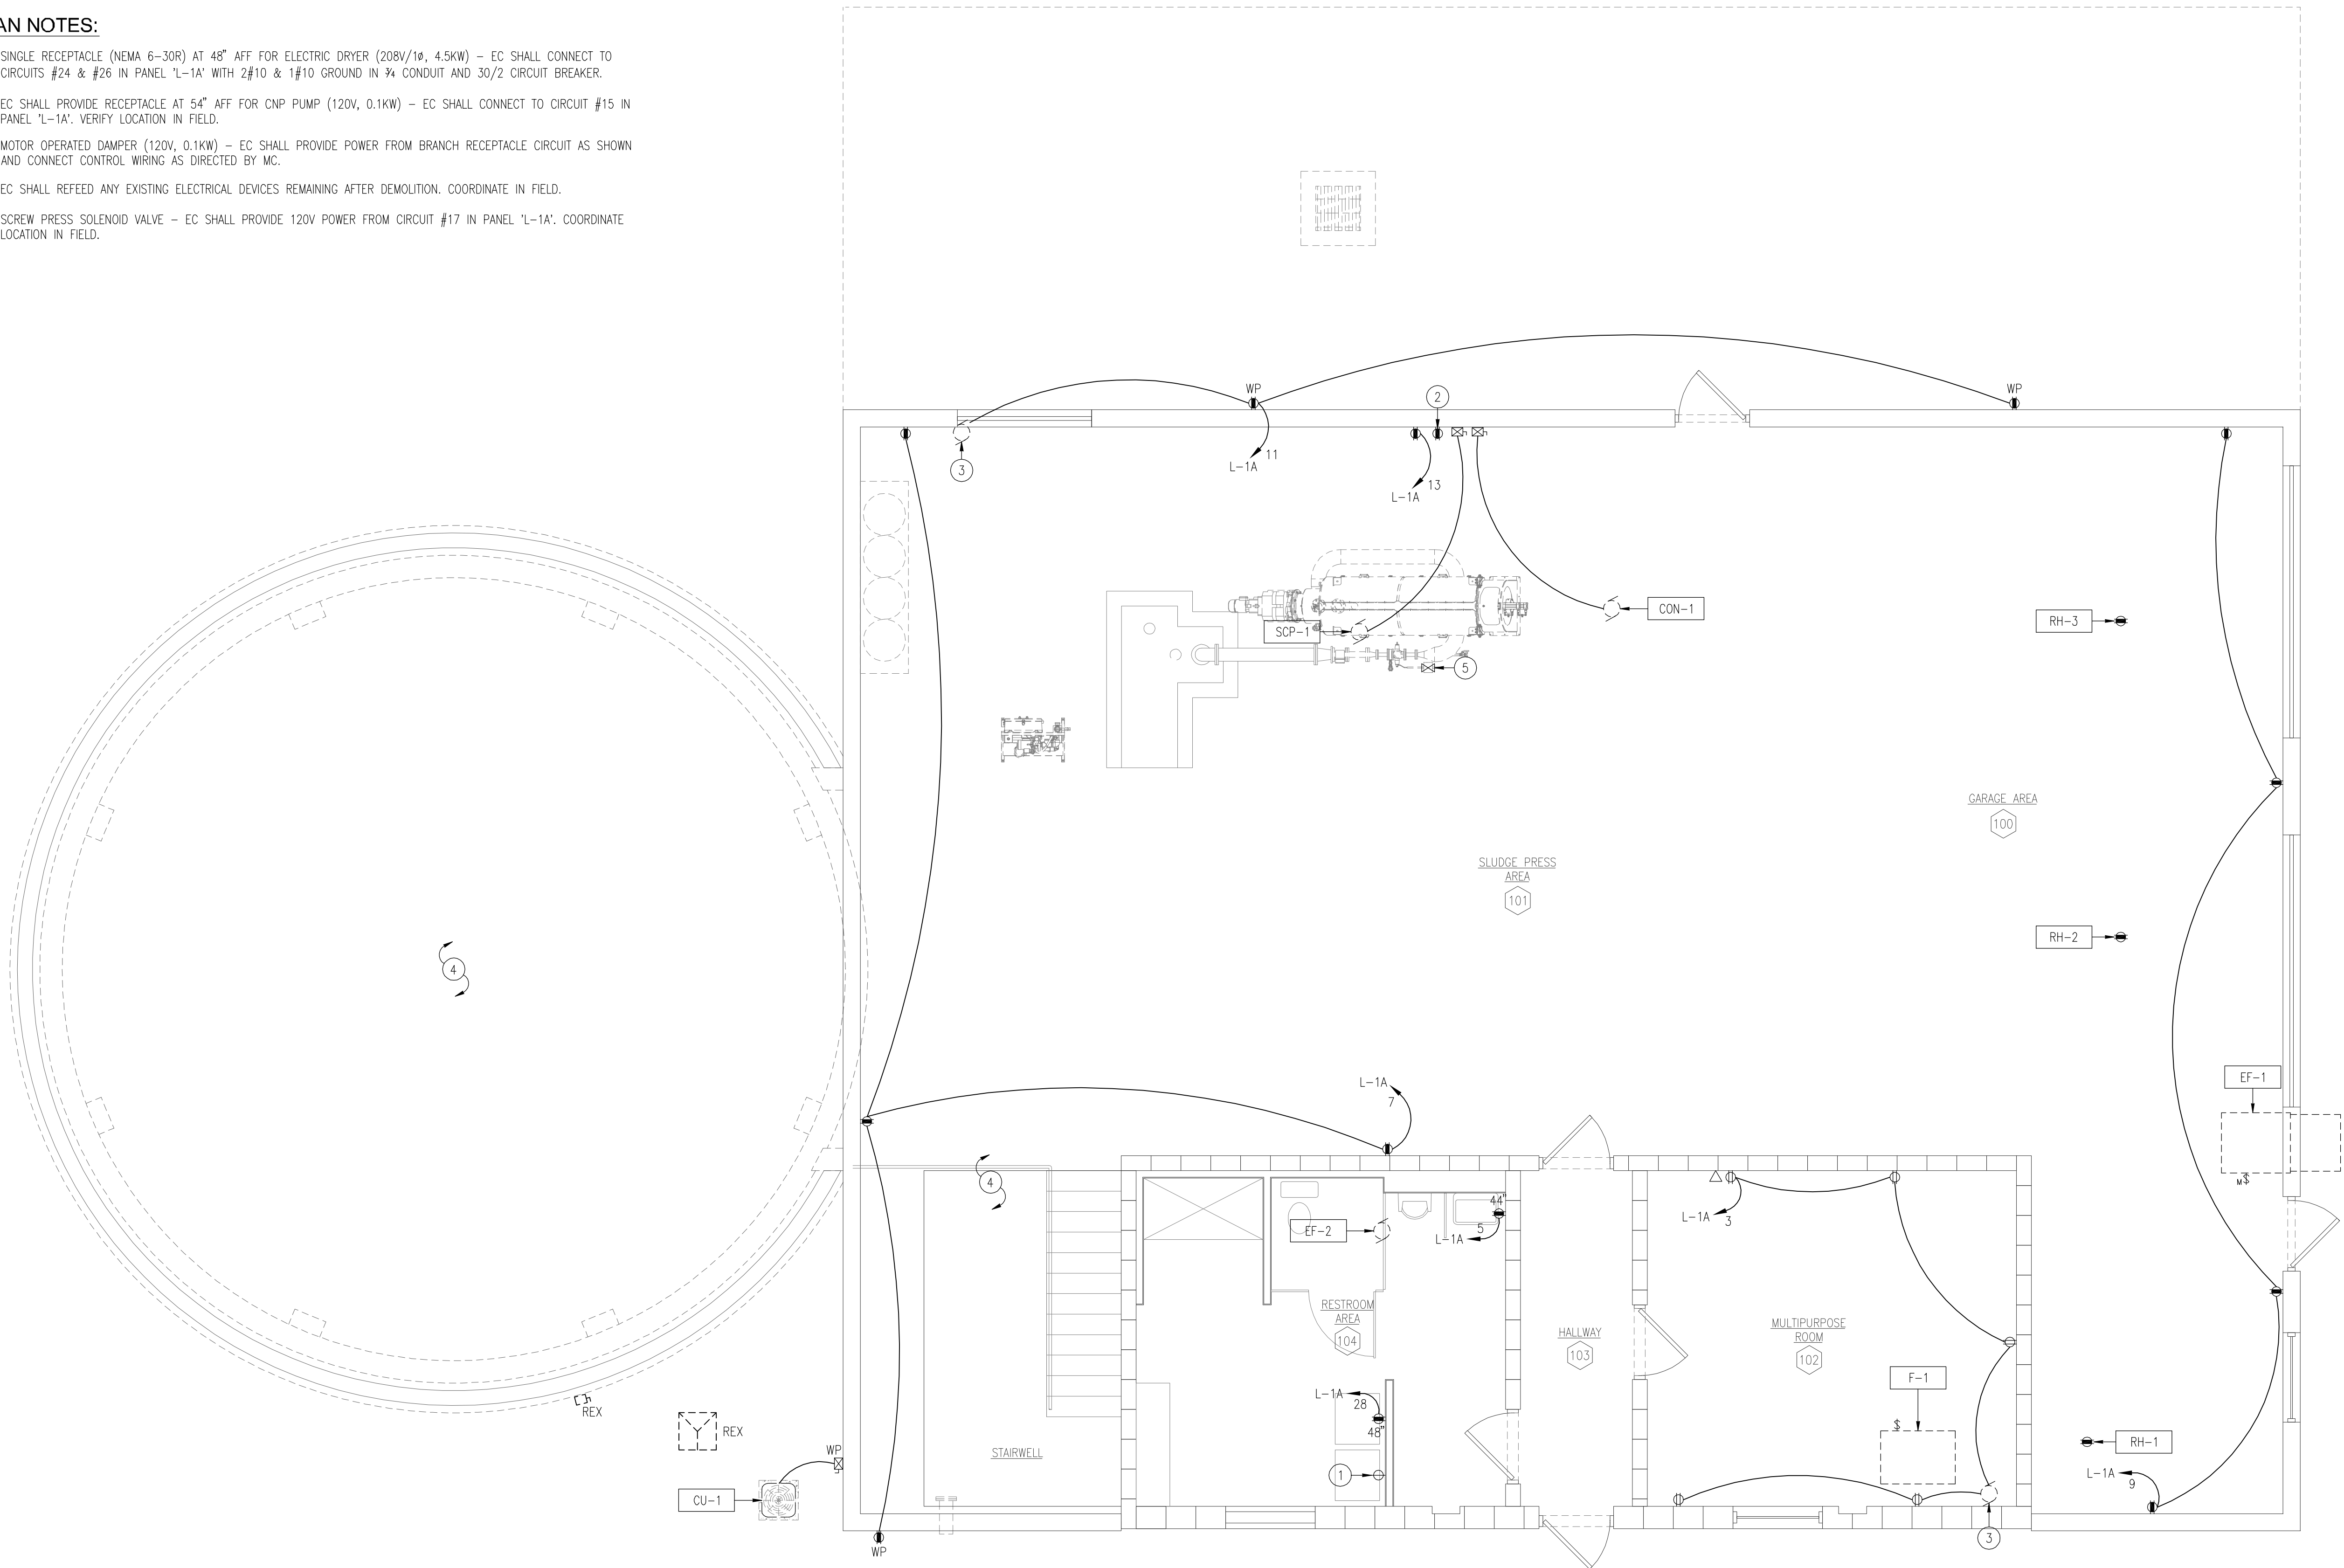 AN NOTES:
SINGLE RECEPTACLE (NEMA 6-30R) AT 48" AFF FOR ELECTRIC DRYER (208V/1ø, 4.5KW) – EC SHALL CONNECT TO
CIRCUITS #24 & #26 IN PANEL 'L-1A' WITH 2#10 & 1#10 GROUND IN ¾ CONDUIT AND 30/2 CIRCUIT BREAKER.
EC SHALL PROVIDE RECEPTACLE AT 54" AFF FOR CNP PUMP (120V, 0.1KW) – EC SHALL CONNECT TO CIRCUIT #15 IN
PANEL 'L-1A'. VERIFY LOCATION IN FIELD.
MOTOR OPERATED DAMPER (120V, 0.1KW) – EC SHALL PROVIDE POWER FROM BRANCH RECEPTACLE CIRCUIT AS SHOWN
AND CONNECT CONTROL WIRING AS DIRECTED BY MC.
EC SHALL REFEED ANY EXISTING ELECTRICAL DEVICES REMAINING AFTER DEMOLITION. COORDINATE IN FIELD.
SCREW PRESS SOLENOID VALVE – EC SHALL PROVIDE 120V POWER FROM CIRCUIT #17 IN PANEL 'L-1A'. COORDINATE
LOCATION IN FIELD.
WP
WP
2
3
L-1A 11
L-1A 13
CON-1
SCP-1
RH-3
5
GARAGE AREA
100
SLUDGE PRESS
AREA
101
RH-2
4
EF-1
L-1A
7
M$
4
44"
L-1A 3
EF-2
5
L-1A
RESTROOM
AREA
104
HALLWAY
103
MULTIPURPOSE
ROOM
102
F-1
L-1A
28
48"
$
REX
REX
STAIRWELL
WP
RH-1
1
L-1A
9
CU-1
3
WP